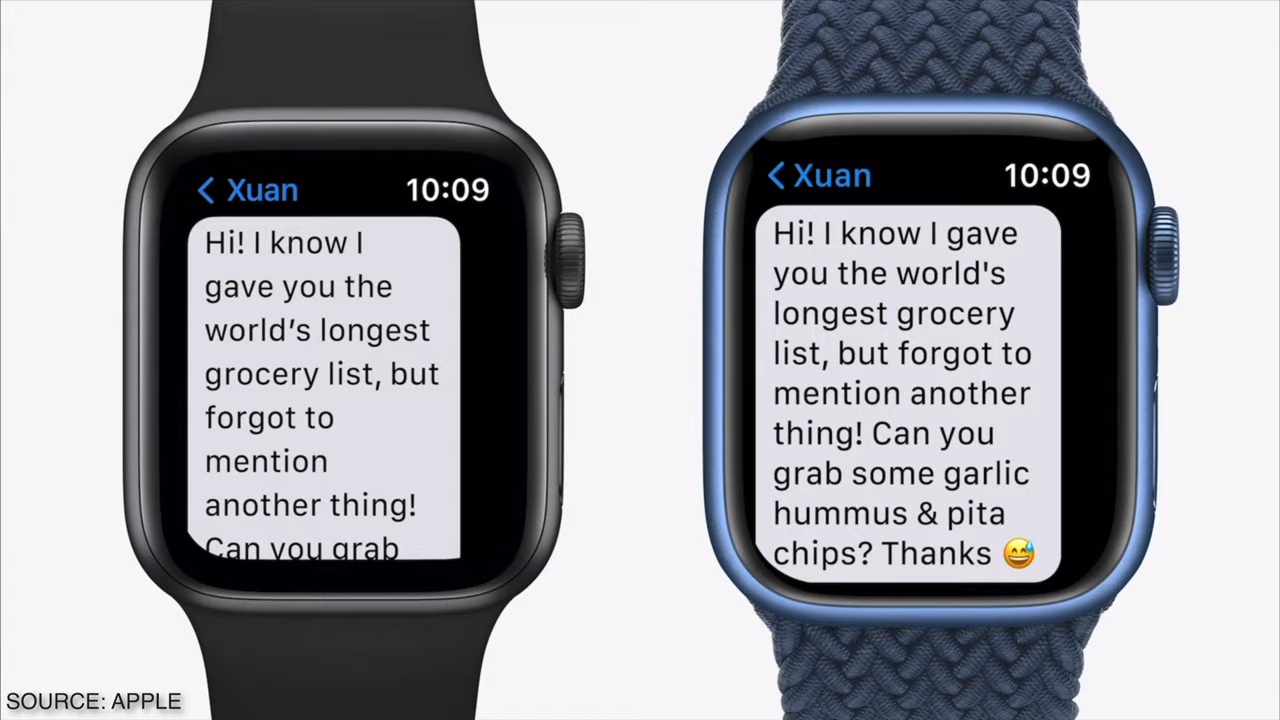 Xuan
10:09
Hi! I know I
gave you the
world’s longest
grocery list, but
forgot to
mention
another thing!
Can you grab
Xuan
10:09
Hi! I know I gave
you the world's
longest grocery
list, but forgot to
mention another
thing! Can you
grab some garlic
hummus & pita
chips? Thanks 😅
SOURCE: APPLE